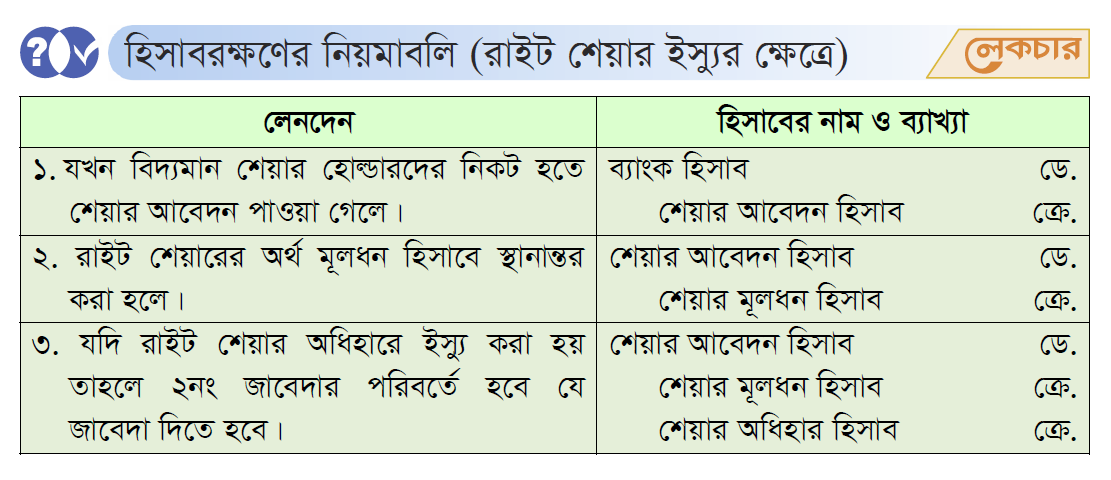 হিসাবরক্ষণের নিয়মাবলি (রাইট শেয়ার ইস্যুর ক্ষেত্রে)
লেকচার
লেনদেন
হিসাবের নাম ও ব্যাখ্যা
১. যখন বিদ্যমান শেয়ার হোল্ডারদের নিকট হতে
শেয়ার আবেদন পাওয়া গেলে।
ব্যাংক হিসাব ডে.
শেয়ার আবেদন হিসাব ক্রে.
২. রাইট শেয়ারের অর্থ মূলধন হিসাবে স্থানান্তর
করা হলে।
শেয়ার আবেদন হিসাব ডে.
শেয়ার মূলধন হিসাব ক্রে.
৩. যদি রাইট শেয়ার অধিহারে ইস্যু করা হয়
তাহলে ২নং জাবেদার পরিবর্তে হবে যে
জাবেদা দিতে হবে।
শেয়ার আবেদন হিসাব ডে.
শেয়ার মূলধন হিসাব ক্রে.
শেয়ার অধিহার হিসাব ক্রে.